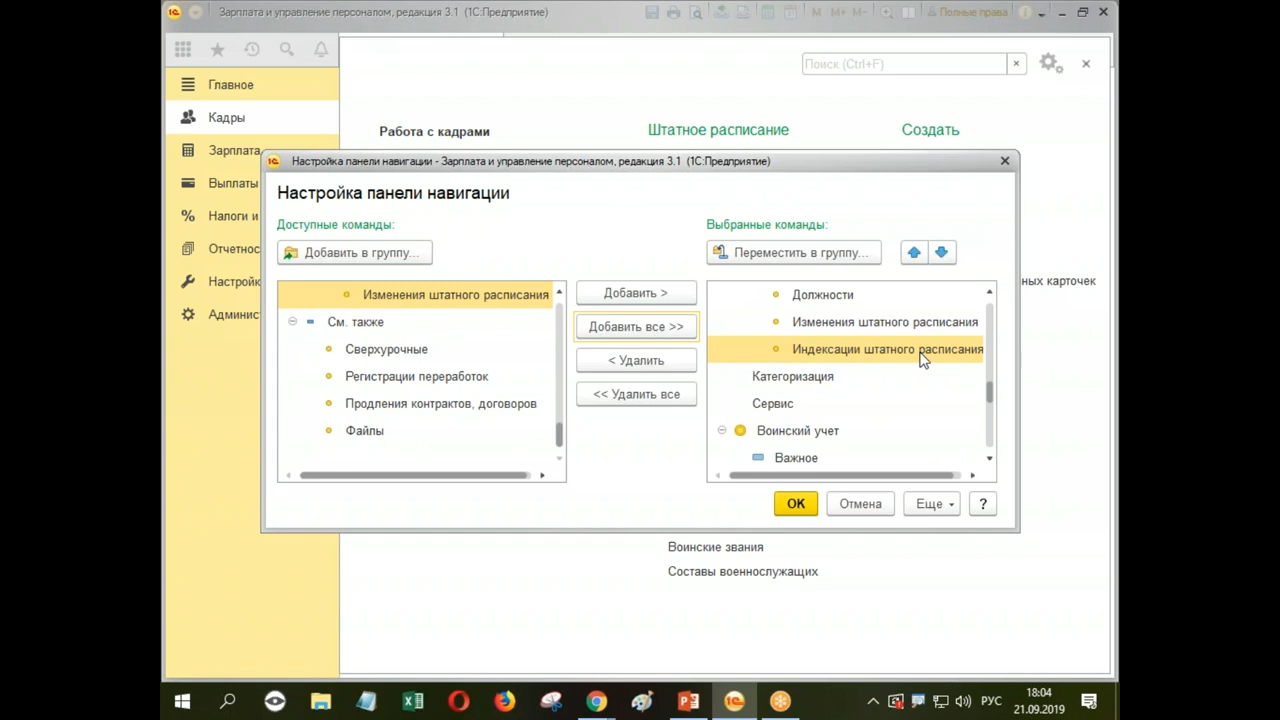 Зарплата и управление персоналом, редакция 3.1 (1С:Предприятие)
M M+ M-
Полные права
Поиск (Ctrl+F)
Главное
Кадры
Зарплата
Выплаты
Налоги и
Отчетнос
Настройк
Админис
Работа с кадрами
Штатное расписание
Создать
ных карточек
Настройка панели навигации - Зарплата и управление персоналом, редакция 3.1 (1С:Предприятие)
Настройка панели навигации
Доступные команды:
Выбранные команды:
Добавить в группу...
Переместить в группу...
Изменения штатного расписания
См. также
Сверхурочные
Регистрации переработок
Продления контрактов, договоров
Файлы
Добавить >
Добавить все >>
< Удалить
<< Удалить все
Должности
Изменения штатного расписания
Индексации штатного расписания
Категоризация
Сервис
Воинский учет
Важное
ОК
Отмена
Еще
?
Воинские звания
Составы военнослужащих
РУС
18:04
21.09.2019